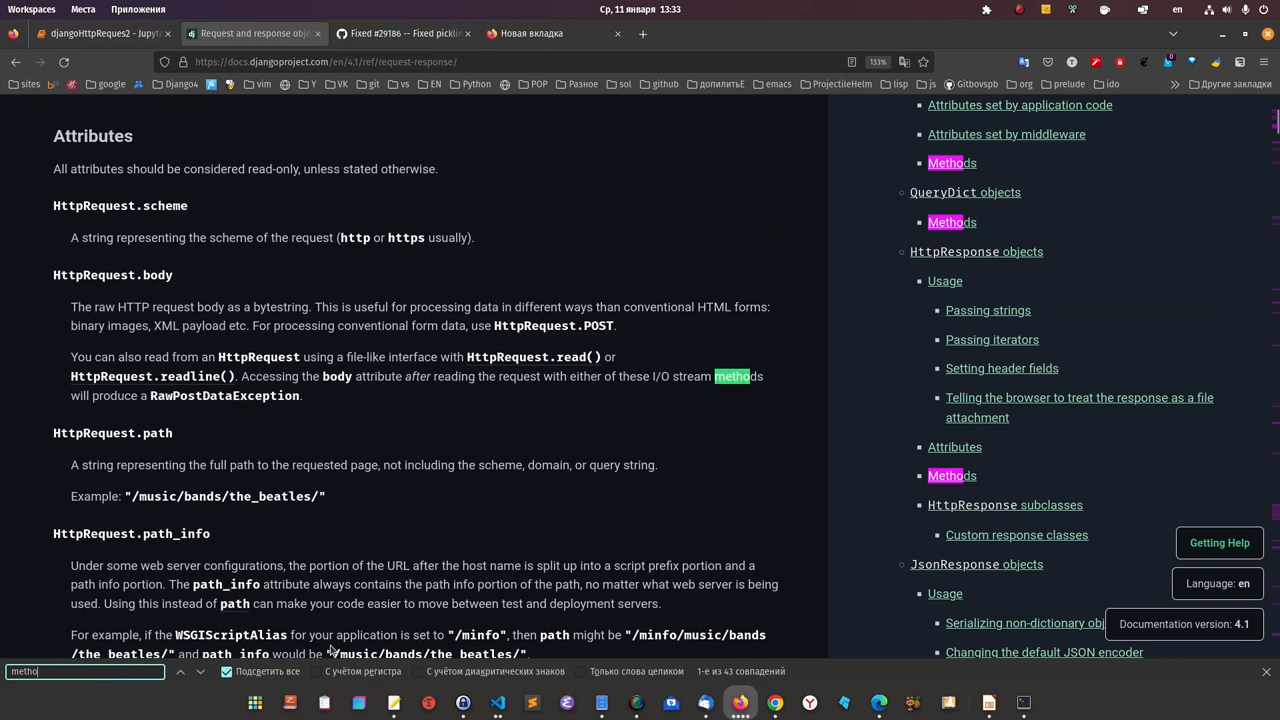 Workspaces Места Приложения Ср, 11 января 13:33 en
djangoHttpReques2 - Jupyte
Request and response obje
Fixed #29186 -- Fixed picklin
Новая вкладка
https://docs.djangoproject.com/en/4.1/ref/request-response/ 133%
sites google Django4 vim Y VK git vs EN Python POP Разное sol github допилитьЕ emacs ProjectileHelm lisp js Gitbovspb org prelude ido Другие закладки
Attributes
All attributes should be considered read-only, unless stated otherwise.
HttpRequest.scheme
A string representing the scheme of the request (http or https usually).
HttpRequest.body
The raw HTTP request body as a bytestring. This is useful for processing data in different ways than conventional HTML forms:
binary images, XML payload etc. For processing conventional form data, use HttpRequest.POST.
You can also read from an HttpRequest using a file-like interface with HttpRequest.read() or
HttpRequest.readline(). Accessing the body attribute after reading the request with either of these I/O stream methods
will produce a RawPostDataException.
HttpRequest.path
A string representing the full path to the requested page, not including the scheme, domain, or query string.
Example: "/music/bands/the_beatles/"
HttpRequest.path_info
Under some web server configurations, the portion of the URL after the host name is split up into a script prefix portion and a
path info portion. The path_info attribute always contains the path info portion of the path, no matter what web server is being
used. Using this instead of path can make your code easier to move between test and deployment servers.
For example, if the WSGIScriptAlias for your application is set to "/minfo", then path might be "/minfo/music/bands
/the_beatles/" and path_info would be "/music/bands/the_beatles/".
Attributes set by application code
Attributes set by middleware
Methods
QueryDict objects
Methods
HttpResponse objects
Usage
Passing strings
Passing iterators
Setting header fields
Telling the browser to treat the response as a file
attachment
Attributes
Methods
HttpResponse subclasses
Custom response classes
JsonResponse objects
Usage
Serializing non-dictionary obj
Changing the default JSON encoder
Getting Help
Language: en
Documentation version: 4.1
metho Подсветить все С учётом регистра С учётом диакритических знаков Только слова целиком 1-е из 43 совпадений